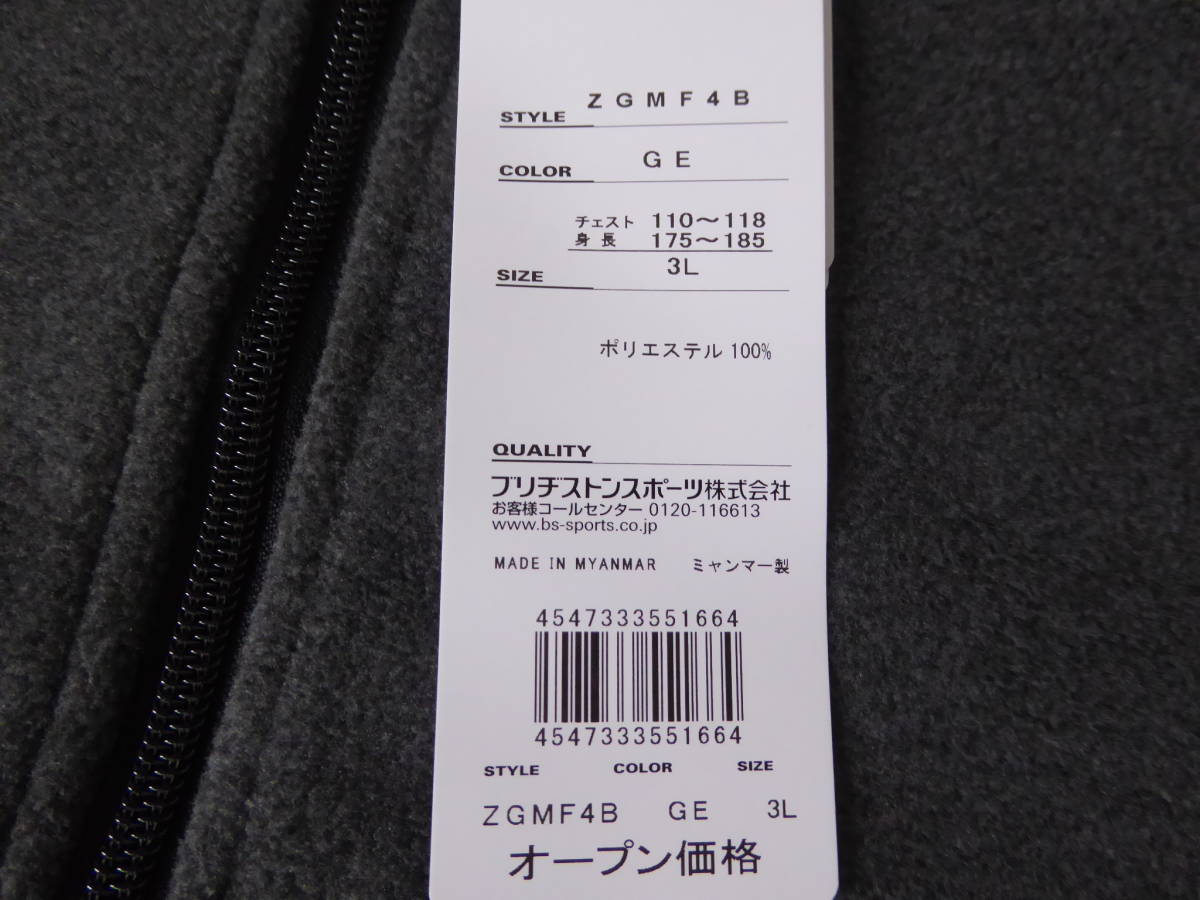 STYLE ZGMF4B
COLOR GE
チェスト 110～118
身長 175～185
SIZE 3L
ポリエステル 100%
QUALITY
ブリヂストンスポーツ株式会社
お客様コールセンター 0120-116613
www.bs-sports.co.jp
MADE IN MYANMAR ミャンマー製
4547333551664
4547333551664
STYLE COLOR SIZE
ZGMF4B GE 3L
オープン価格